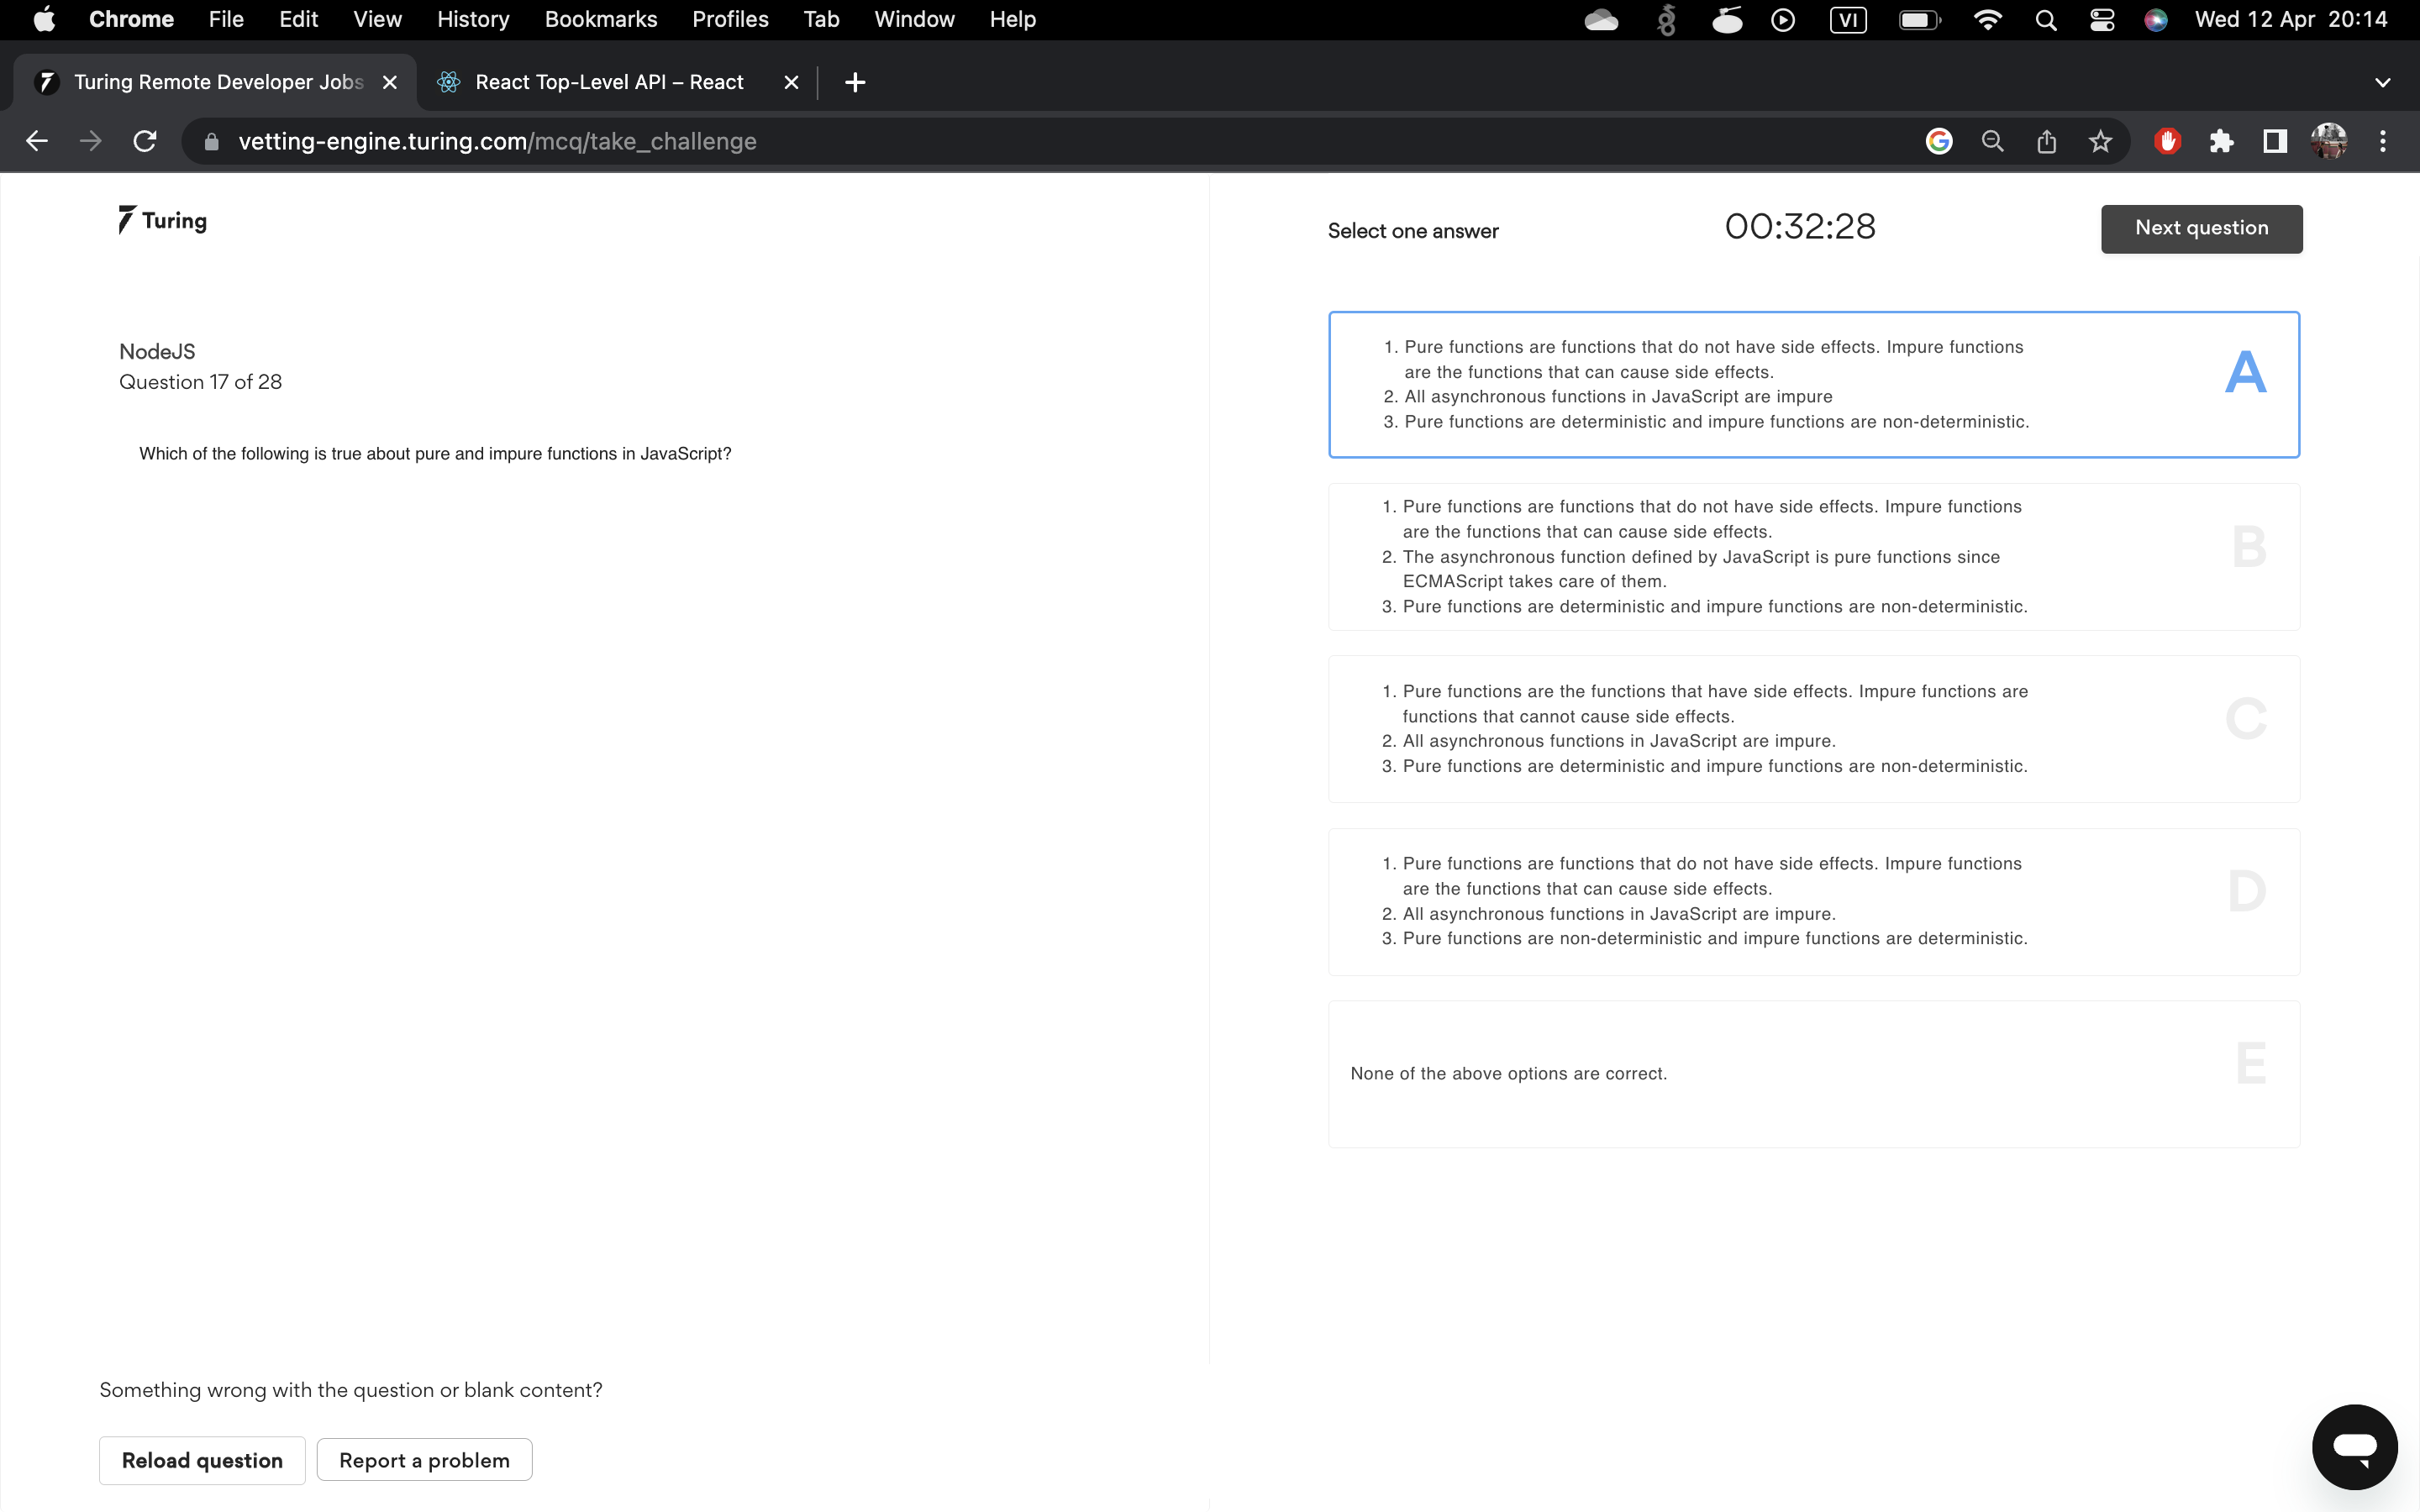 Chrome File Edit View History Bookmarks Profiles Tab Window Help VI Wed 12 Apr 20:14
Turing Remote Developer Jobs React Top-Level API – React
vetting-engine.turing.com/mcq/take_challenge
Turing
Select one answer 00:32:28 Next question
NodeJS
Question 17 of 28
Which of the following is true about pure and impure functions in JavaScript?
1. Pure functions are functions that do not have side effects. Impure functions
are the functions that can cause side effects.
2. All asynchronous functions in JavaScript are impure
3. Pure functions are deterministic and impure functions are non-deterministic.
A
1. Pure functions are functions that do not have side effects. Impure functions
are the functions that can cause side effects.
2. The asynchronous function defined by JavaScript is pure functions since
ECMAScript takes care of them.
3. Pure functions are deterministic and impure functions are non-deterministic.
B
1. Pure functions are the functions that have side effects. Impure functions are
functions that cannot cause side effects.
2. All asynchronous functions in JavaScript are impure.
3. Pure functions are deterministic and impure functions are non-deterministic.
C
1. Pure functions are functions that do not have side effects. Impure functions
are the functions that can cause side effects.
2. All asynchronous functions in JavaScript are impure.
3. Pure functions are non-deterministic and impure functions are deterministic.
D
None of the above options are correct.
E
Something wrong with the question or blank content?
Reload question Report a problem